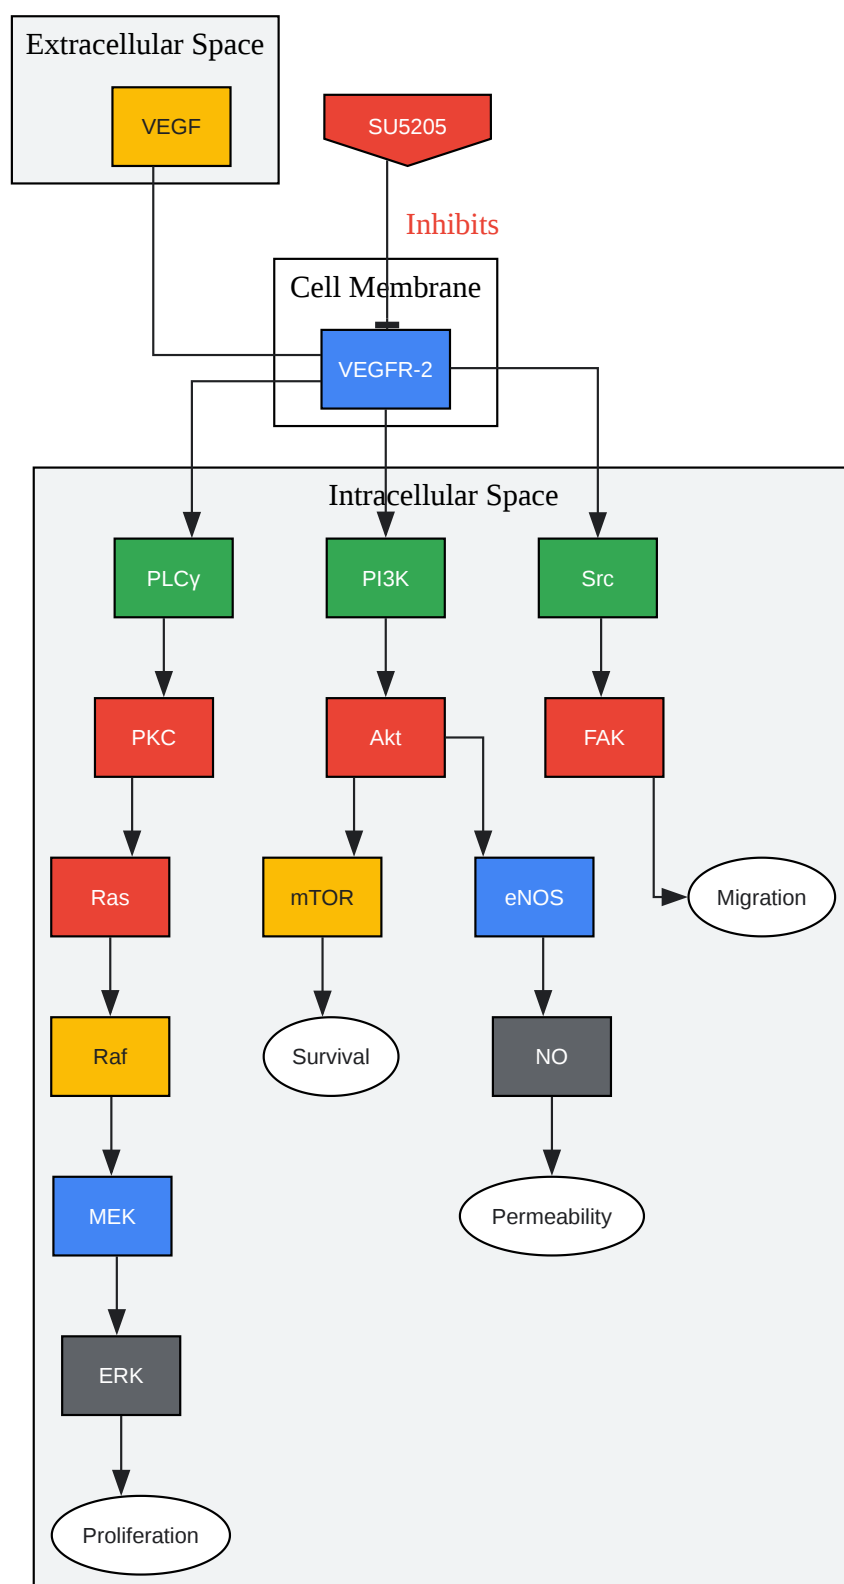 Extracellular Space
VEGF
SU5205
Inhibits
Cell Membrane
VEGFR-2
Intracellular Space
PLCγ
PI3K
Src
PKC
Akt
FAK
Ras
mTOR
eNOS
Migration
Raf
Survival
NO
MEK
Permeability
ERK
Proliferation